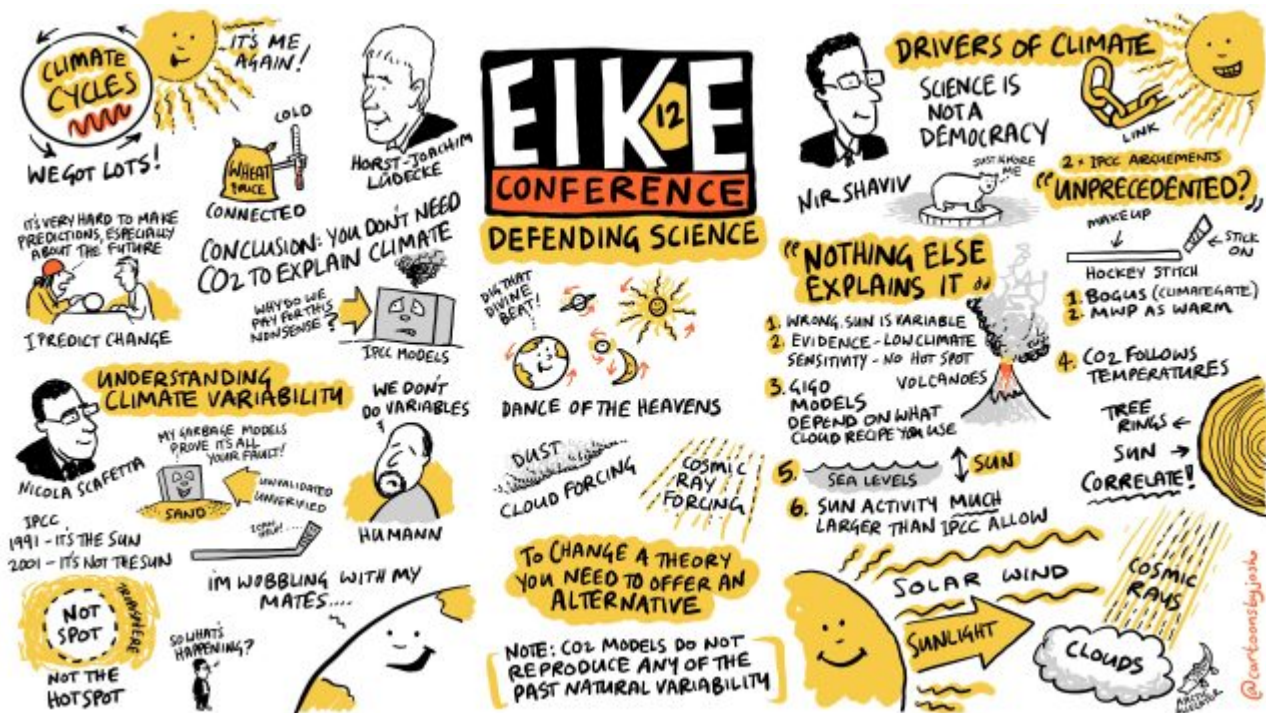 CLIMATE
CYCLES
IT'S ME
AGAIN!
WE GOT LOTS!
COLD
WHEAT
PRICE
CONNECTED
HORST-JOACHIM
LÜDECKE
IT'S VERY HARD TO MAKE
PREDICTIONS, ESPECIALLY
ABOUT THE FUTURE
I PREDICT CHANGE
CONCLUSION: YOU DON'T NEED
CO2 TO EXPLAIN CLIMATE
WHY DO WE
PAY FOR THIS
NONSENSE?
IPCC MODELS
UNDERSTANDING
CLIMATE VARIABILITY
NICOLA SCAFETTA
MY GARBAGE MODELS
PROVE IT'S ALL
YOUR FAULT!
SAND
UNVALIDATED
UNVERIFIED
WE DON'T
DO VARIABLES
HUMANN
IPCC
1991 - IT'S THE SUN
2001 - IT'S NOT THE SUN
NOT
SPOT
NOT THE
HOTSPOT
I'M WOBBLING WITH MY
MATES....
SO WHAT'S
HAPPENING?
EIKE
12
CONFERENCE
DEFENDING SCIENCE
DIG THAT
DIVINE
BEAT!
DANCE OF THE HEAVENS
DUST
CLOUD FORCING
COSMIC
RAY
FORCING
TO CHANGE A THEORY
YOU NEED TO OFFER AN
ALTERNATIVE
NOTE: CO2 MODELS DO NOT
REPRODUCE ANY OF THE
PAST NATURAL VARIABILITY
NIR SHAVIV
DRIVERS OF CLIMATE
SCIENCE IS
NOT A
DEMOCRACY
LINK
JUST IGNORE
ME
2 x IPCC ARGUEMENTS
"UNPRECEDENTED?"
MAKE UP
STICK
ON
HOCKEY STITCH
1. BOGUS (CLIMATEGATE)
2. MWP AS WARM
"NOTHING ELSE
EXPLAINS IT"
1. WRONG. SUN IS VARIABLE
2. EVIDENCE - LOW CLIMATE
SENSITIVITY - NO HOT SPOT
VOLCANOES
3. GIGO
MODELS
DEPEND ON WHAT
CLOUD RECIPE YOU USE
4. CO2 FOLLOWS
TEMPERATURES
TREE
RINGS
SUN
CORRELATE!
5.
SEA LEVELS
SUN
6. SUN ACTIVITY MUCH
LARGER THAN IPCC ALLOW
SOLAR WIND
SUNLIGHT
COSMIC
RAYS
CLOUDS
@cartoonsbyjosh